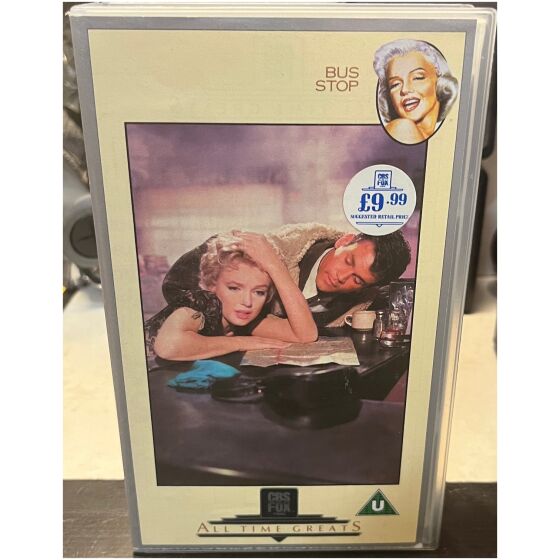 BUS
STOP
CBS
FOX
£9.99
SUGGESTED RETAIL PRICE
CBS
FOX
ALL TIME GREATS
U